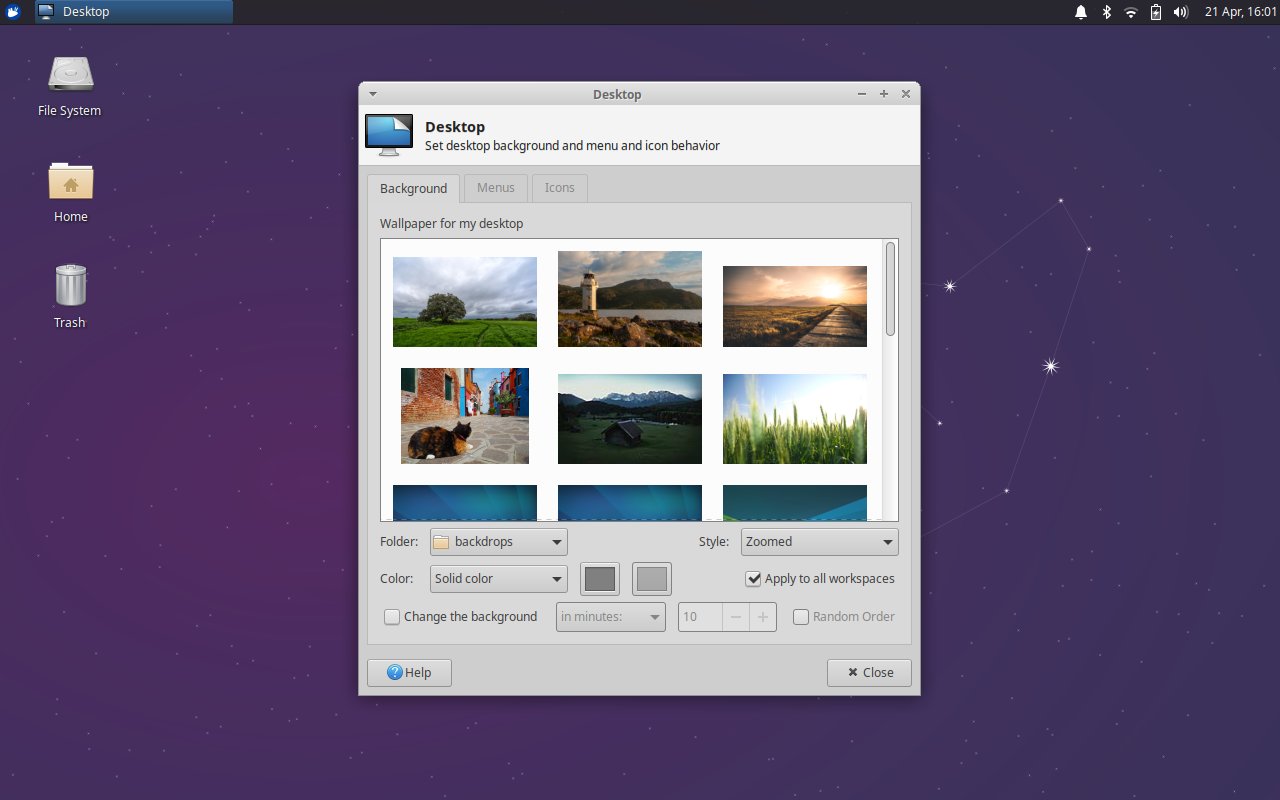 Desktop
21 Apr, 16:01
File System
Home
Trash
Desktop
Desktop
Set desktop background and menu and icon behavior
Background
Menus
Icons
Wallpaper for my desktop
Folder:
backdrops
Style:
Zoomed
Color:
Solid color
Apply to all workspaces
Change the background
in minutes:
10
Random Order
Help
Close